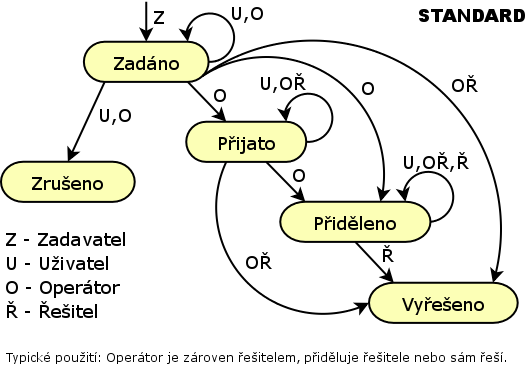 STANDARD
Z
U,O
Zadáno
OŘ
O
U,OŘ
O
U,O
Přijato
U,OŘ,Ř
O
Zrušeno
Přiděleno
Z - Zadavatel
U - Uživatel
OŘ
Ř
O - Operátor
Ř - Řešitel
Vyřešeno
Typické použití: Operátor je zároven řešitelem, přiděluje řešitele nebo sám řeší.